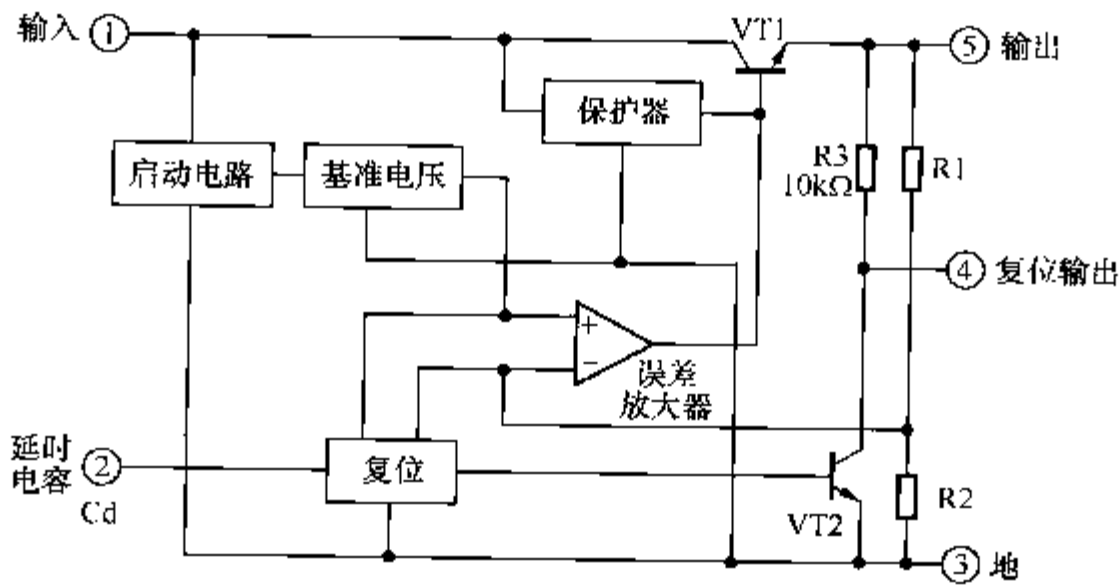 输入 ①
VT1
⑤ 输出
保护器
启动电路
基准电压
R3
10kΩ
R1
④ 复位输出
+
−
误差
放大器
延时
电容
②
Cd
复位
VT2
R2
③ 地